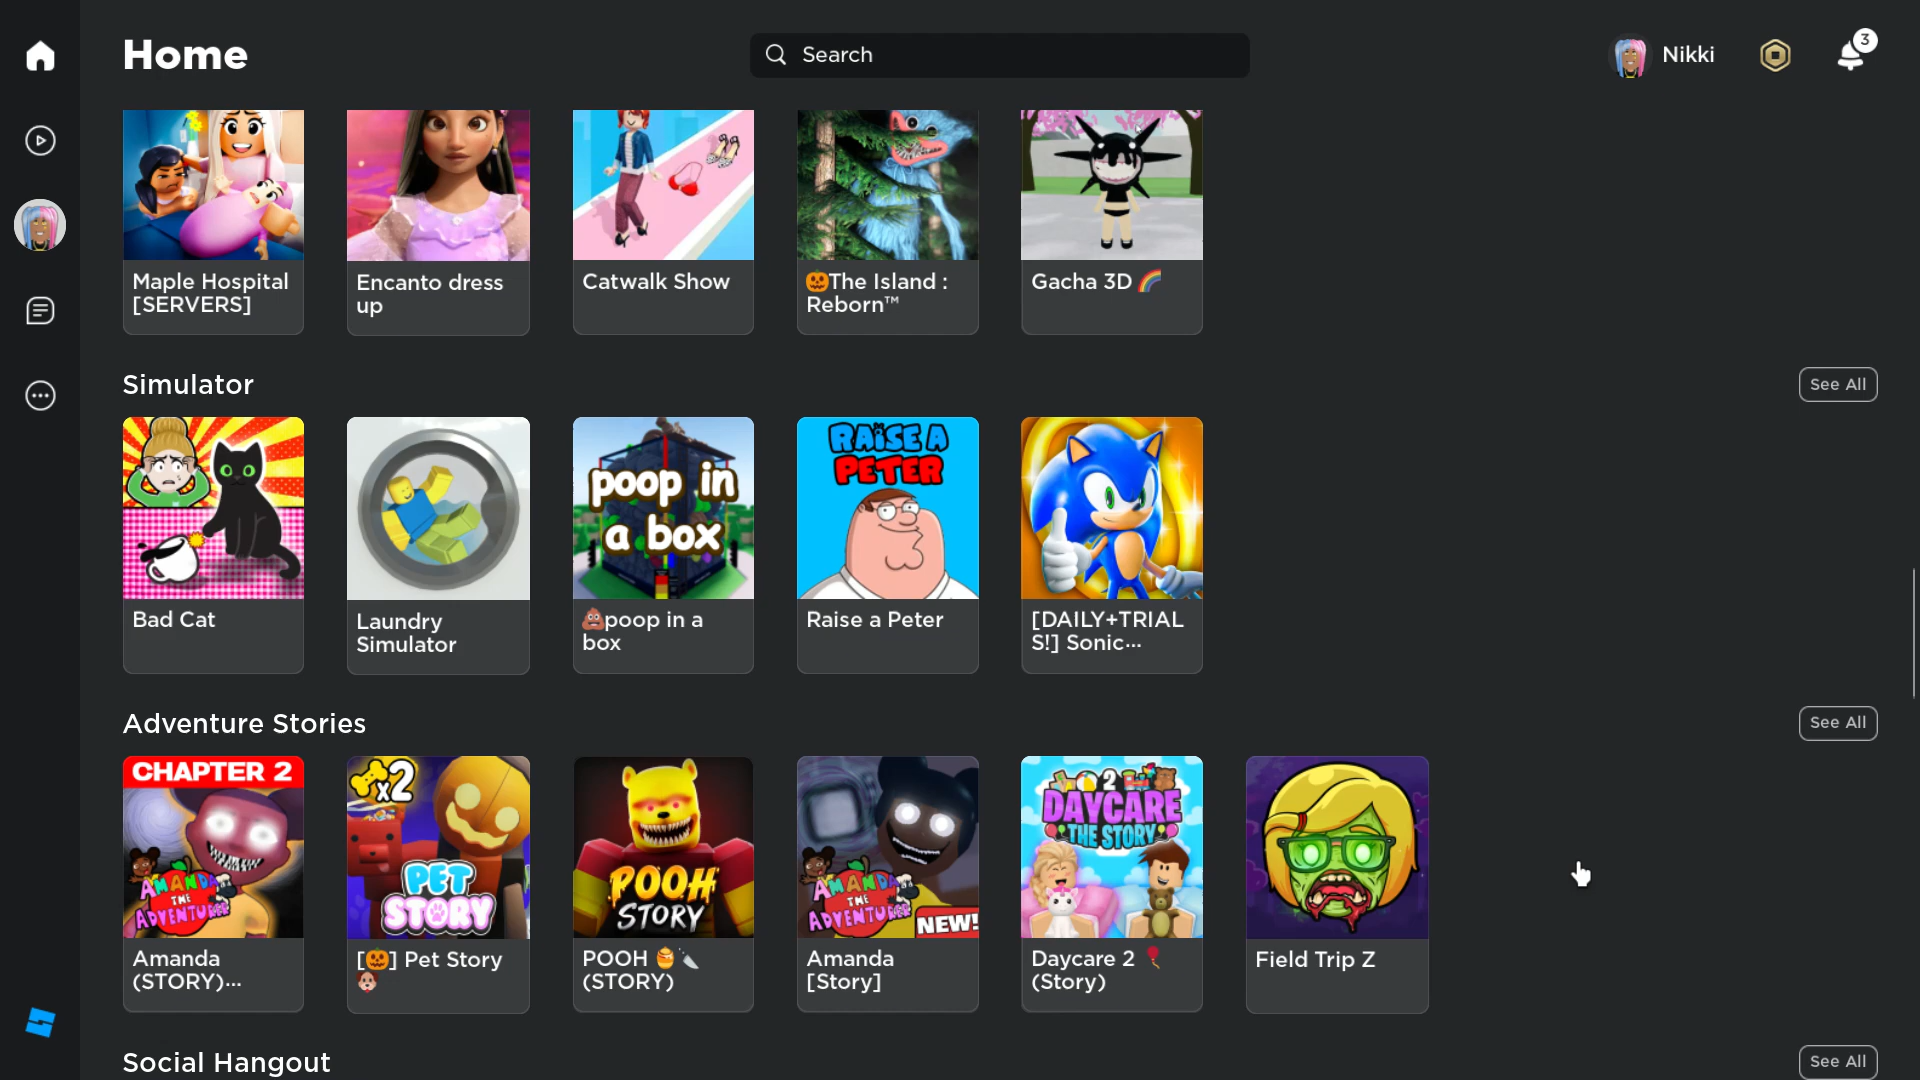 Home
Search
Nikki
3
Maple Hospital
[SERVERS]
Encanto dress
up
Catwalk Show
🎃The Island :
Reborn™
Gacha 3D 🌈
Simulator
See All
poop in
a box
RAISE A
PETER
Bad Cat
Laundry
Simulator
💩poop in a
box
Raise a Peter
[DAILY+TRIAL
S!] Sonic...
Adventure Stories
See All
CHAPTER 2
AMANDA
THE
ADVENTURER
x2
PET
STORY
POOH
STORY
AMANDA
THE
ADVENTURER
NEW!
2
DAYCARE
THE STORY
Amanda
(STORY)...
[🎃] Pet Story
🐶
POOH 🍯🔪
(STORY)
Amanda
[Story]
Daycare 2 🎈
(Story)
Field Trip Z
Social Hangout
See All